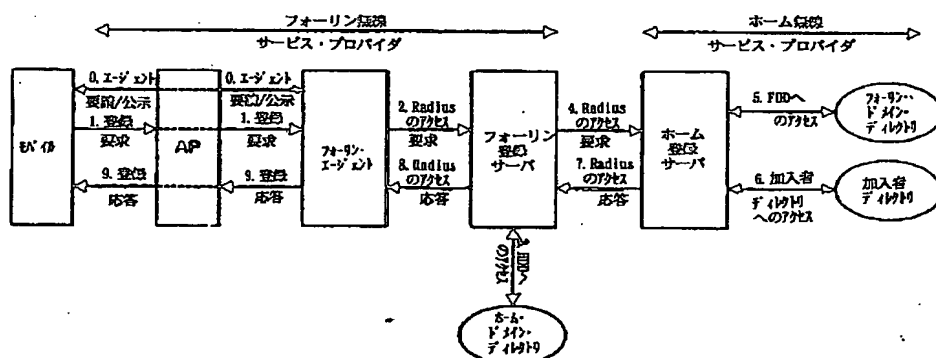 フォーリン無線
サービス・プロバイダ
ホーム無線
サービス・プロバイダ
モバイル
0. エージェント
要請/公示
1. 登録
要求
9. 登録
応答
AP
0. エージェント
要請/公示
1. 登録
要求
9. 登録
応答
フォーリン・
エージェント
2. Radius
のアクセス
要求
8. Radius
のアクセス
応答
フォーリン
登録
サーバ
3. HDDへ
のアクセス
ホーム・
ドメイン・
ディレクトリ
4. Radius
のアクセス
要求
7. Radius
のアクセス
応答
ホーム
登録
サーバ
5. FDDへ
のアクセス
フォーリン・
ドメイン・
ディレクトリ
6. 加入者
ディレクトリ
へのアクセス
加入者
ディレクトリ